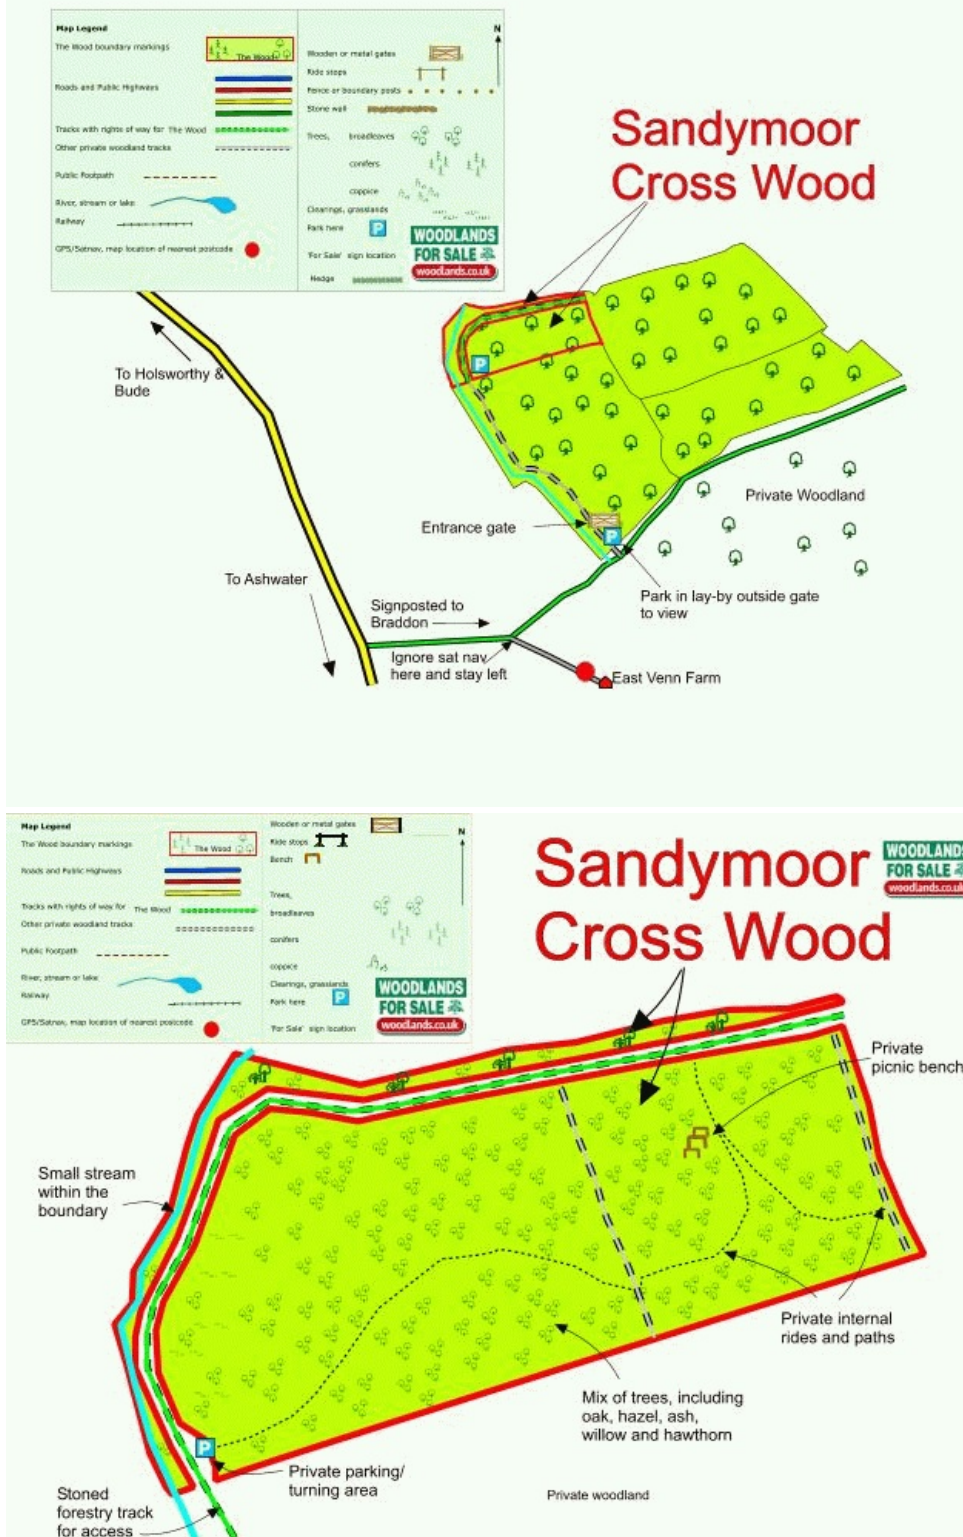 Map Legend
The Wood boundary markings
The Wood
Roads and Public Highways
Tracks with rights of way for The Wood
Other private woodland tracks
Public Footpath
River, stream or lake
Railway
GPS/Satnav, map location of nearest postcode
N
Wooden or metal gates
Ride stops
Fence or boundary posts
Stone wall
Trees, broadleaves
conifers
coppice
Clearings, grasslands
Park here
P
'For Sale' sign location
Hedge
WOODLANDS
FOR SALE
woodlands.co.uk
Sandymoor
Cross Wood
To Holsworthy &
Bude
P
Entrance gate
P
Private Woodland
To Ashwater
Signposted to
Braddon
Park in lay-by outside gate
to view
Ignore sat nav
here and stay left
East Venn Farm
Map Legend
The Wood boundary markings
The Wood
Roads and Public Highways
Tracks with rights of way for The Wood
Other private woodland tracks
Public Footpath
River, stream or lake
Railway
GPS/Satnav, map location of nearest postcode
Wooden or metal gates
N
Ride stops
Bench
Trees,
broadleaves
conifers
coppice
Clearings, grasslands
Park here
P
'For Sale' sign location
WOODLANDS
FOR SALE
woodlands.co.uk
Sandymoor
Cross Wood
WOODLANDS
FOR SALE
woodlands.co.uk
Private
picnic bench
Small stream
within the
boundary
Private internal
rides and paths
Mix of trees, including
oak, hazel, ash,
willow and hawthorn
P
Private parking/
turning area
Private woodland
Stoned
forestry track
for access